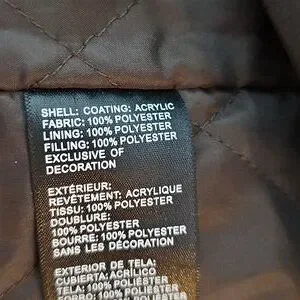 SHELL: COATING: ACRYLIC
FABRIC: 100% POLYESTER
LINING: 100% POLYESTER
FILLING: 100% POLYESTER
EXCLUSIVE OF
DECORATION
EXTÉRIEUR:
REVÊTEMENT: ACRYLIQUE
TISSU: 100% POLYESTER
DOUBLURE:
100% POLYESTER
BOURRE: 100% POLYESTER
SANS LES DÉCORATION
EXTERIOR DE TELA:
CUBIERTA: ACRÍLICO
TELA: 100% POLIÉSTER
FORRO: 100%